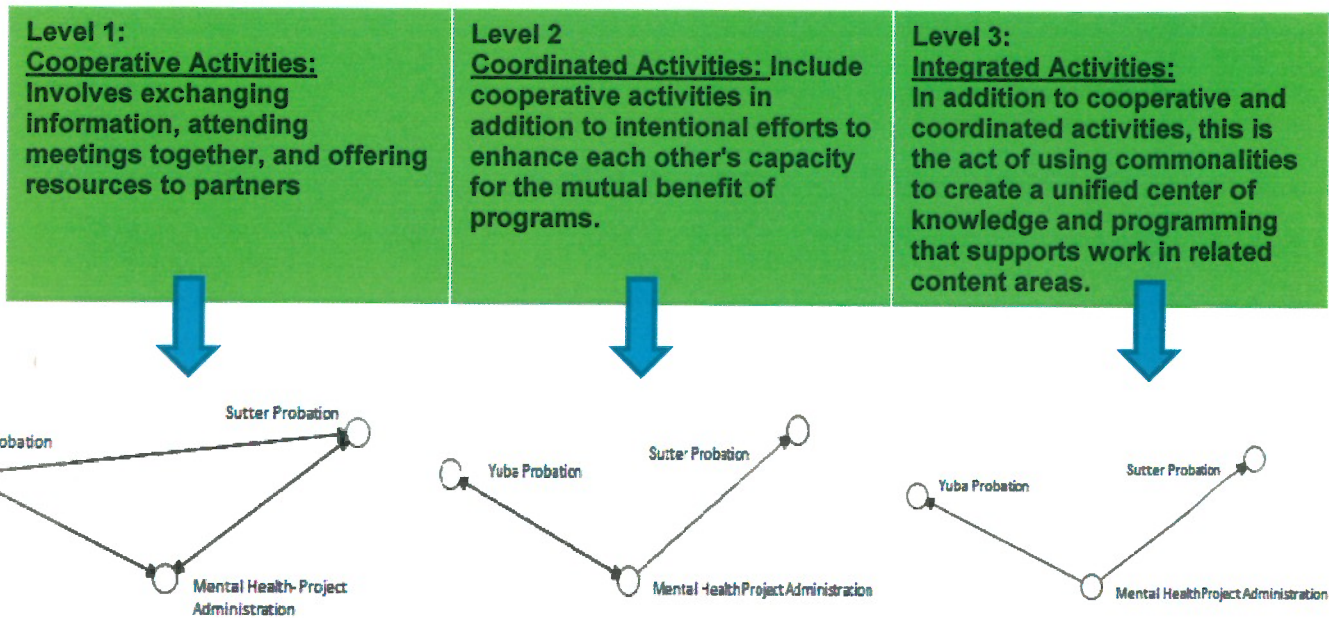 Level 1:
Cooperative Activities:
Involves exchanging
information, attending
meetings together, and offering
resources to partners
Level 2
Coordinated Activities: Include
cooperative activities in
addition to intentional efforts to
enhance each other's capacity
for the mutual benefit of
programs.
Level 3:
Integrated Activities:
In addition to cooperative and
coordinated activities, this is
the act of using commonalities
to create a unified center of
knowledge and programming
that supports work in related
content areas.
Sutter Probation
obation
Mental Health-Project
Administration
Sutter Probation
Yuba Probation
Mental Health Project Administration
Sutter Probation
Yuba Probation
Mental Health Project Administration